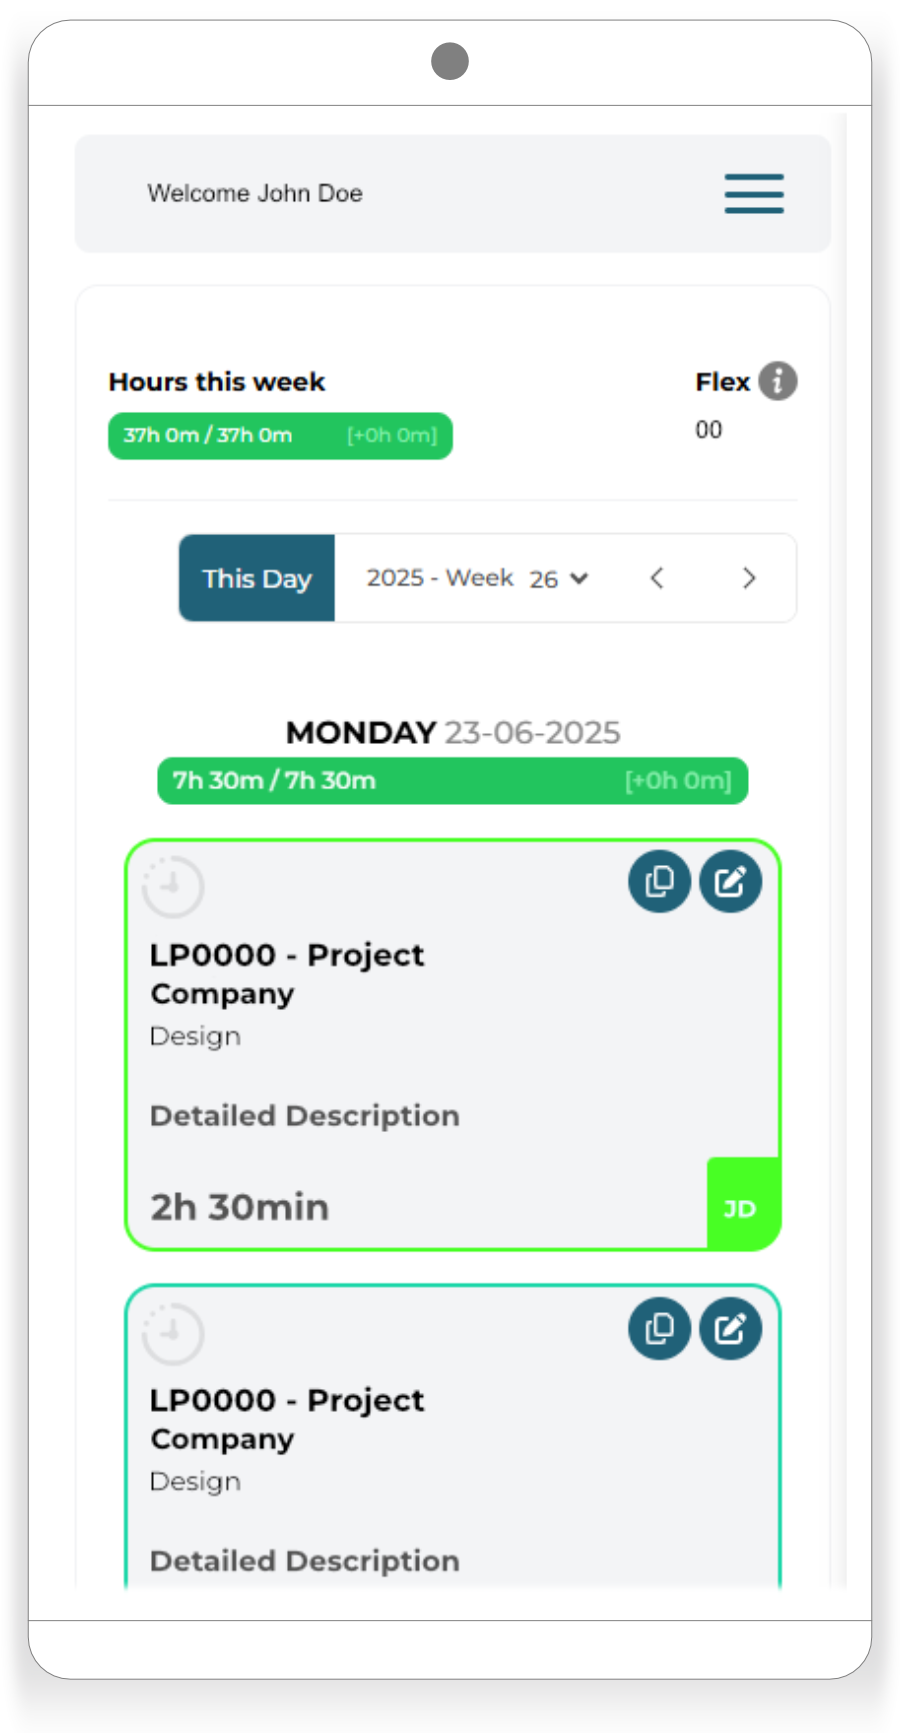 Welcome John Doe
Hours this week
Flex
37h 0m / 37h 0m [+0h 0m]
00
This Day 2025 - Week 26
MONDAY 23-06-2025
7h 30m / 7h 30m [+0h 0m]
LP0000 - Project
Company
Design
Detailed Description
2h 30min
JD
LP0000 - Project
Company
Design
Detailed Description